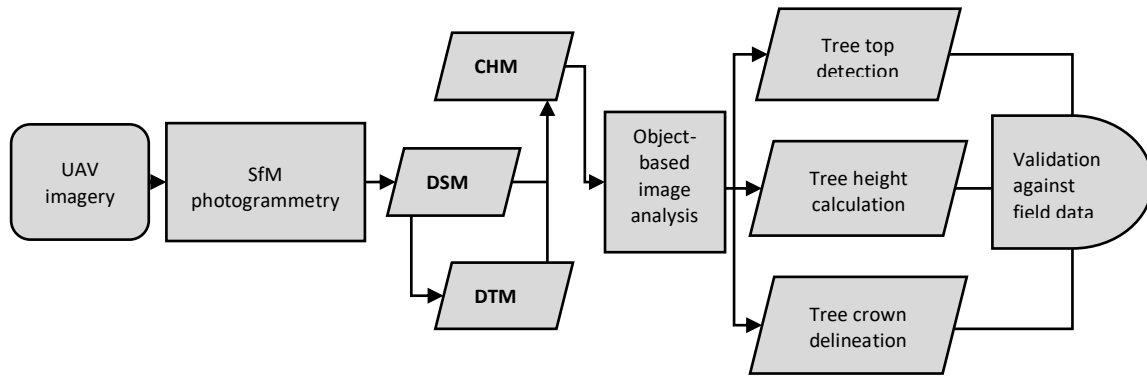 UAV
imagery
SfM
photogrammetry
DSM
DTM
CHM
Object-
based
image
analysis
Tree top
detection
Tree height
calculation
Tree crown
delineation
Validation
against
field data